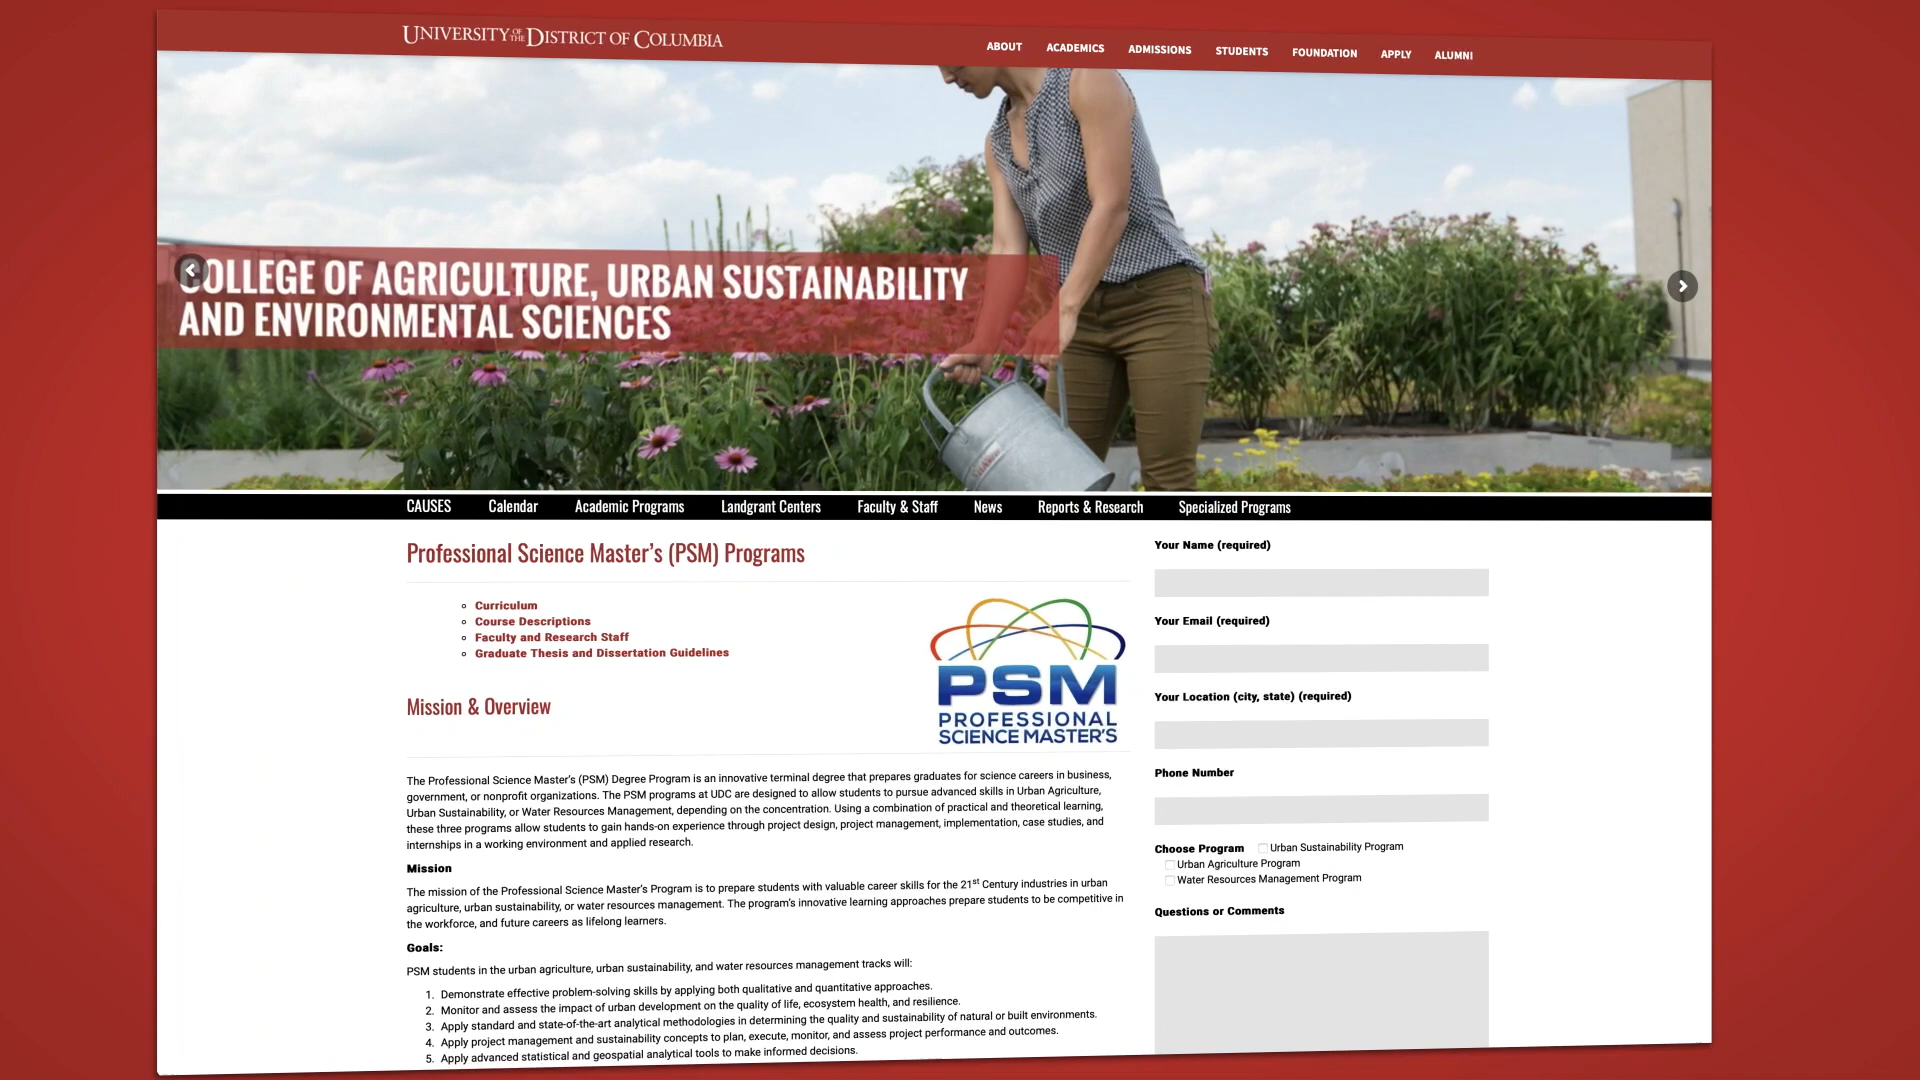 UNIVERSITY OF THE DISTRICT OF COLUMBIA
ABOUT ACADEMICS ADMISSIONS STUDENTS FOUNDATION APPLY ALUMNI
COLLEGE OF AGRICULTURE, URBAN SUSTAINABILITY
AND ENVIRONMENTAL SCIENCES
CAUSES Calendar Academic Programs Landgrant Centers Faculty & Staff News Reports & Research Specialized Programs
Professional Science Master's (PSM) Programs
Curriculum
Course Descriptions
Faculty and Research Staff
Graduate Thesis and Dissertation Guidelines
PSM
PROFESSIONAL
SCIENCE MASTER'S
Mission & Overview
The Professional Science Master's (PSM) Degree Program is an innovative terminal degree that prepares graduates for science careers in business,
government, or nonprofit organizations. The PSM programs at UDC are designed to allow students to pursue advanced skills in Urban Agriculture,
Urban Sustainability, or Water Resources Management, depending on the concentration. Using a combination of practical and theoretical learning,
these three programs allow students to gain hands-on experience through project design, project management, implementation, case studies, and
internships in a working environment and applied research.
Mission
The mission of the Professional Science Master's Program is to prepare students with valuable career skills for the 21st Century industries in urban
agriculture, urban sustainability, or water resources management. The program's innovative learning approaches prepare students to be competitive in
the workforce, and future careers as lifelong learners.
Goals:
PSM students in the urban agriculture, urban sustainability, and water resources management tracks will:
1. Demonstrate effective problem-solving skills by applying both qualitative and quantitative approaches.
2. Monitor and assess the impact of urban development on the quality of life, ecosystem health, and resilience.
3. Apply standard and state-of-the-art analytical methodologies in determining the quality and sustainability of natural or built environments.
4. Apply project management and sustainability concepts to plan, execute, monitor, and assess project performance and outcomes.
5. Apply advanced statistical and geospatial analytical tools to make informed decisions.
Your Name (required)
Your Email (required)
Your Location (city, state) (required)
Phone Number
Choose Program Urban Sustainability Program
Urban Agriculture Program
Water Resources Management Program
Questions or Comments